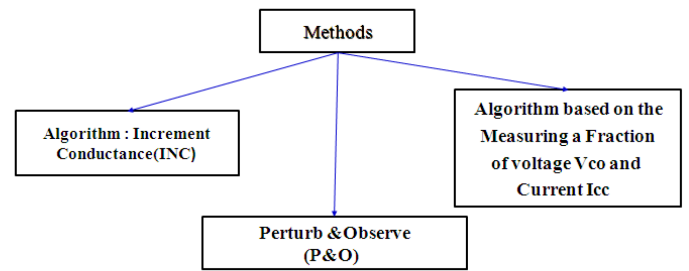 Methods
Algorithm : Increment
Conductance(INC)
Algorithm based on the
Measuring a Fraction
of voltage Vco and
Current Icc
Perturb &Observe
(P&O)